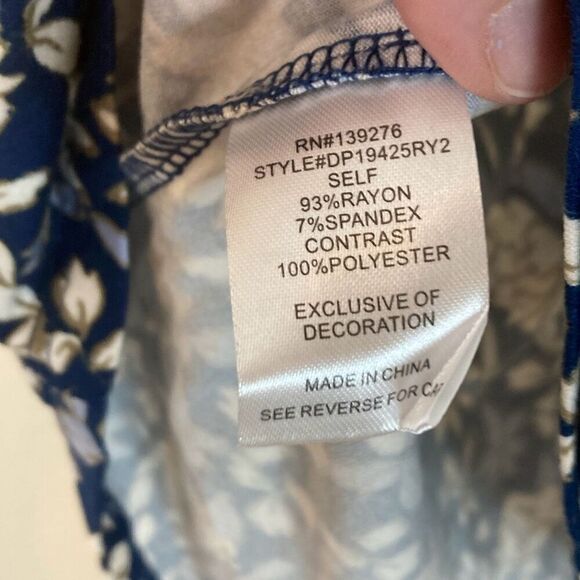 RN#139276
STYLE#DP19425RY2
SELF
93%RAYON
7%SPANDEX
CONTRAST
100%POLYESTER
EXCLUSIVE OF
DECORATION
MADE IN CHINA
SEE REVERSE FOR